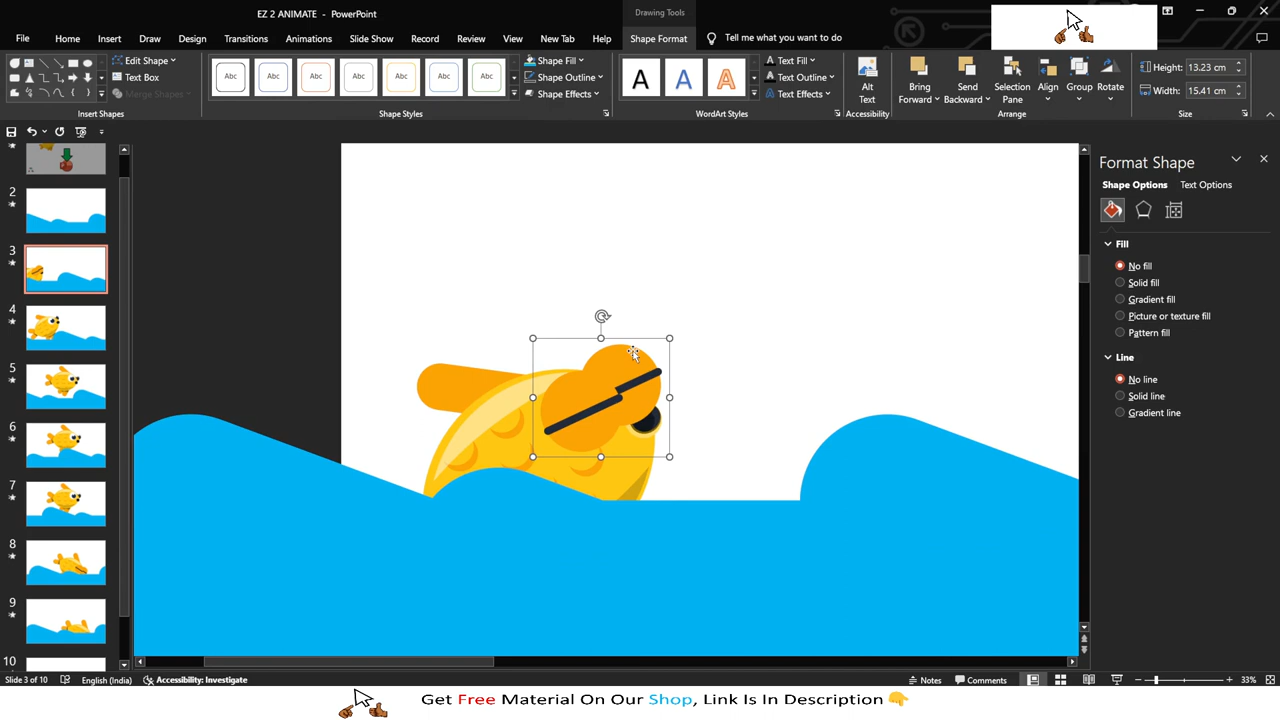 EZ 2 ANIMATE - PowerPoint
Drawing Tools
File Home Insert Draw Design Transitions Animations Slide Show Record Review View New Tab Help Shape Format Tell me what you want to do
Edit Shape
Text Box
Merge Shapes
Insert Shapes
Abc Abc Abc Abc Abc Abc Abc
Shape Fill
Shape Outline
Shape Effects
Shape Styles
A A A
Text Fill
Text Outline
Text Effects
WordArt Styles
Alt Text
Accessibility
Bring Forward
Send Backward
Selection Pane
Align
Group
Rotate
Arrange
Height: 13.23 cm
Width: 15.41 cm
Size
2
3
4
5
6
7
8
9
10
Format Shape
Shape Options Text Options
Fill
No fill
Solid fill
Gradient fill
Picture or texture fill
Pattern fill
Line
No line
Solid line
Gradient line
Slide 3 of 10 English (India) Accessibility: Investigate Notes Comments 33%
Get Free Material On Our Shop, Link Is In Description